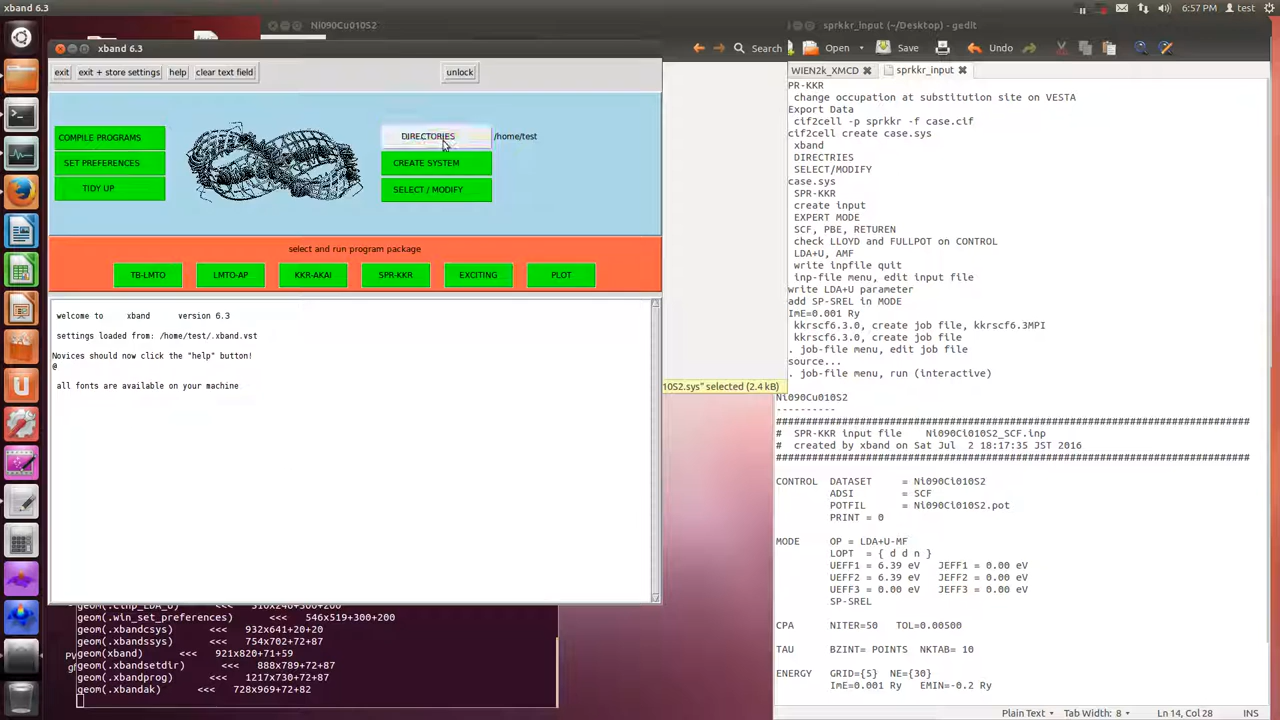 xband 6.3
6:57 PM
test
Ni090Cu010S2
sprkkr_input (~/Desktop) - gedit
xband 6.3
Search
Open
Save
Undo
exit
exit + store settings
help
clear text field
unlock
WIEN2k_XMCD
sprkkr_input
COMPILE PROGRAMS
SET PREFERENCES
TIDY UP
DIRECTORIES
/home/test
CREATE SYSTEM
SELECT / MODIFY
select and run program package
TB-LMTO
LMTO-AP
KKR-AKAI
SPR-KKR
EXCITING
PLOT
welcome to xband version 6.3
settings loaded from: /home/test/.xband.vst
Novices should now click the "help" button!
@
all fonts are available on your machine
10S2.sys" selected (2.4 kB)
geom(.win_set_preferences) <<< 546x519+300+200
geom(.xbandcsys) <<< 932x641+20+20
geom(.xbandssys) <<< 754x702+72+87
geom(xband) <<< 921x820+71+59
geom(.xbandsetdir) <<< 888x789+72+87
geom(.xbandprog) <<< 1217x730+72+87
geom(.xbandak) <<< 728x969+72+82
PR-KKR
change occupation at substitution site on VESTA
Export Data
cif2cell -p sprkkr -f case.cif
cif2cell create case.sys
xband
DIRECTRIES
SELECT/MODIFY
case.sys
SPR-KKR
create input
EXPERT MODE
SCF, PBE, RETUREN
check LLOYD and FULLPOT on CONTROL
LDA+U, AMF
write inpfile quit
inp-file menu, edit input file
write LDA+U parameter
add SP-SREL in MODE
ImE=0.001 Ry
kkrscf6.3.0, create job file, kkrscf6.3MPI
kkrscf6.3.0, create job file
. job-file menu, edit job file
source...
. job-file menu, run (interactive)
Ni090Cu010S2
----------
###############################################################################
# SPR-KKR input file Ni090Ci010S2_SCF.inp
# created by xband on Sat Jul 2 18:17:35 JST 2016
###############################################################################
CONTROL DATASET = Ni090Ci010S2
ADSI = SCF
POTFIL = Ni090Ci010S2.pot
PRINT = 0
MODE OP = LDA+U-MF
LOPT = { d d n }
UEFF1 = 6.39 eV JEFF1 = 0.00 eV
UEFF2 = 6.39 eV JEFF2 = 0.00 eV
UEFF3 = 0.00 eV JEFF3 = 0.00 eV
SP-SREL
CPA NITER=50 TOL=0.00500
TAU BZINT= POINTS NKTAB= 10
ENERGY GRID={5} NE={30}
ImE=0.001 Ry EMIN=-0.2 Ry
Plain Text
Tab Width: 8
Ln 14, Col 28
INS